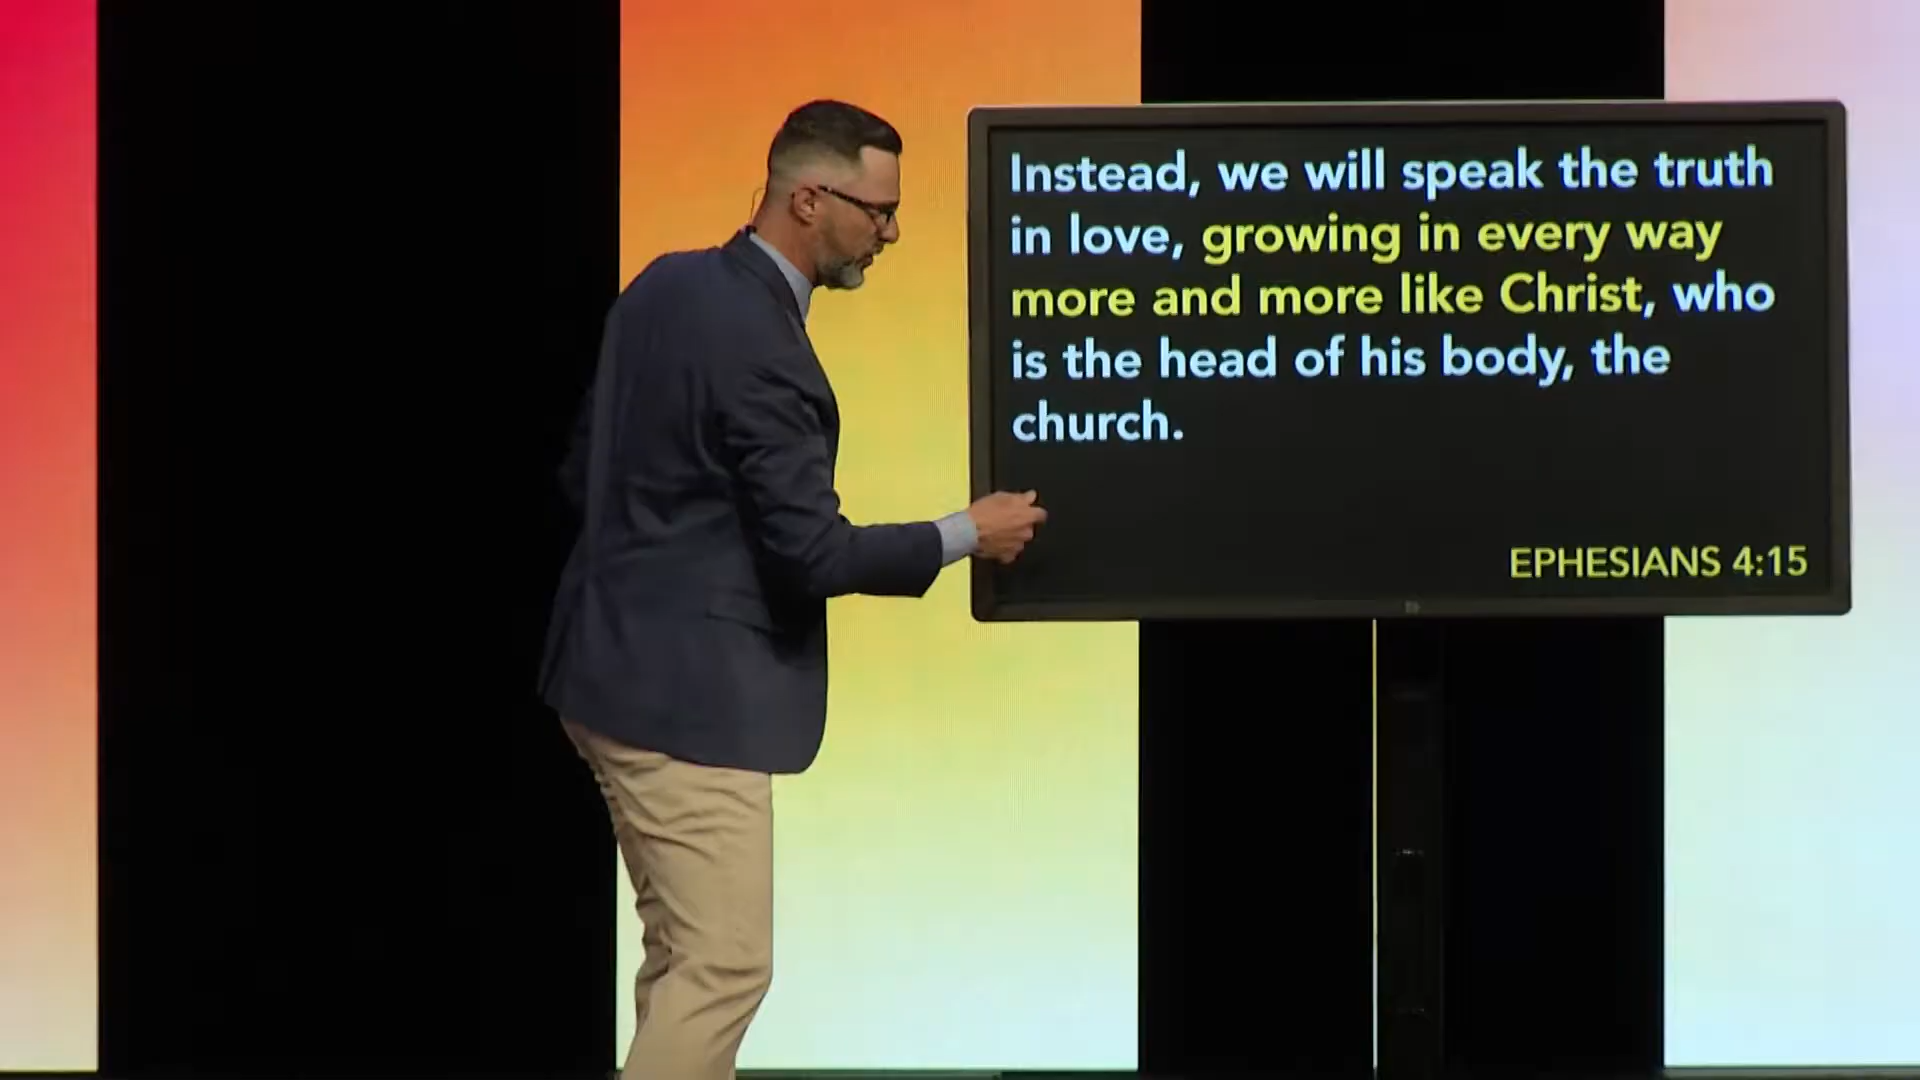 Instead, we will speak the truth
in love, growing in every way
more and more like Christ, who
is the head of his body, the
church.
EPHESIANS 4:15